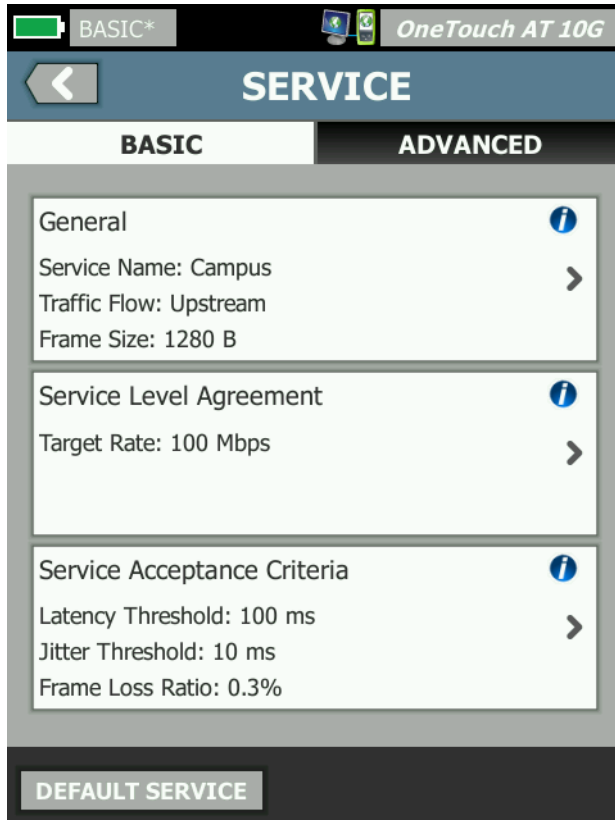 BASIC*
OneTouch AT 10G
SERVICE
BASIC
ADVANCED
General
Service Name: Campus
Traffic Flow: Upstream
Frame Size: 1280 B
Service Level Agreement
Target Rate: 100 Mbps
Service Acceptance Criteria
Latency Threshold: 100 ms
Jitter Threshold: 10 ms
Frame Loss Ratio: 0.3%
DEFAULT SERVICE